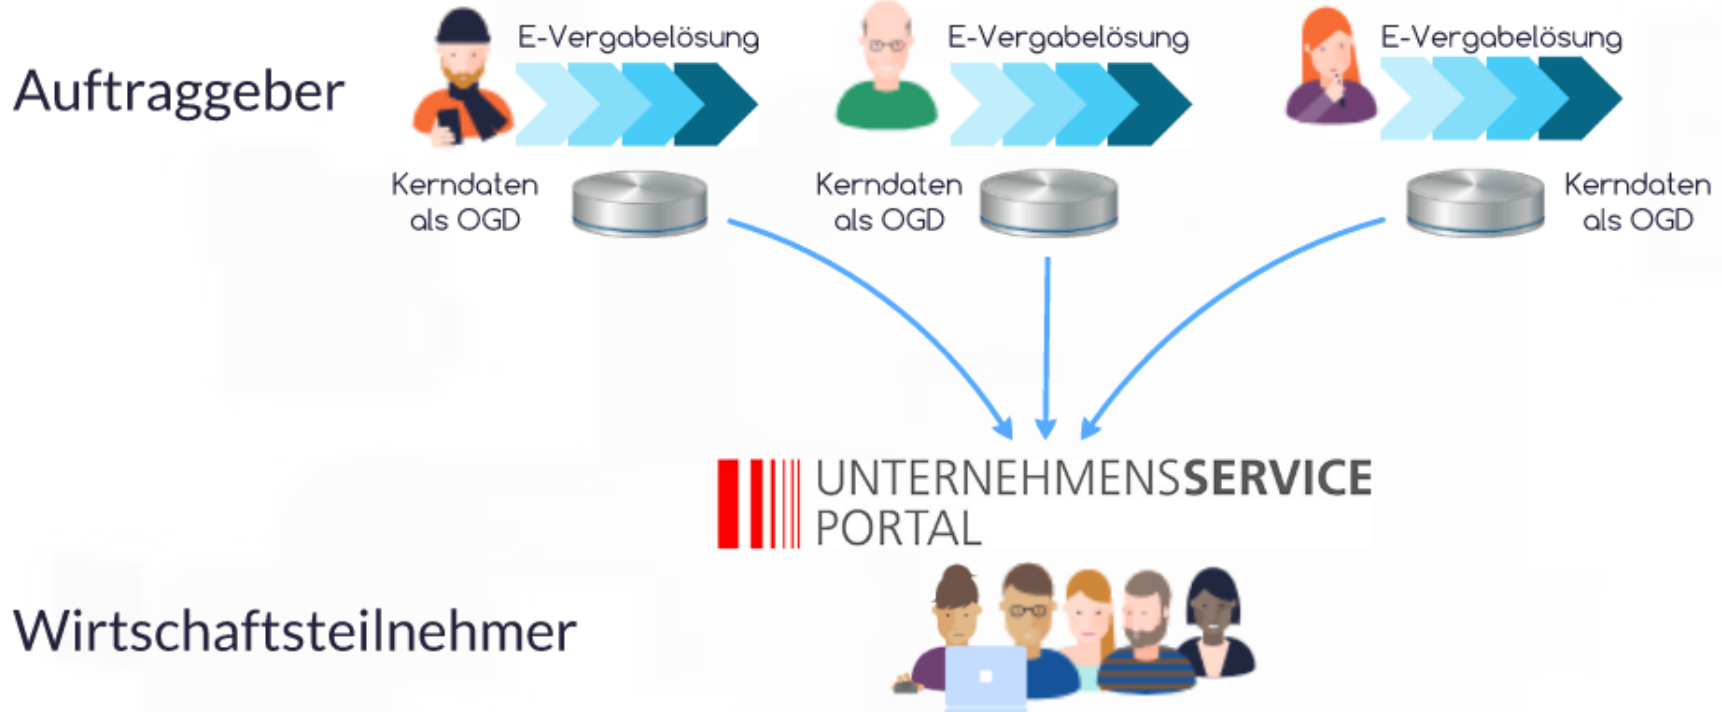 Auftraggeber
E-Vergabelösung
E-Vergabelösung
E-Vergabelösung
Kerndaten
als OGD
Kerndaten
als OGD
Kerndaten
als OGD
UNTERNEHMENSSERVICE
PORTAL
Wirtschaftsteilnehmer